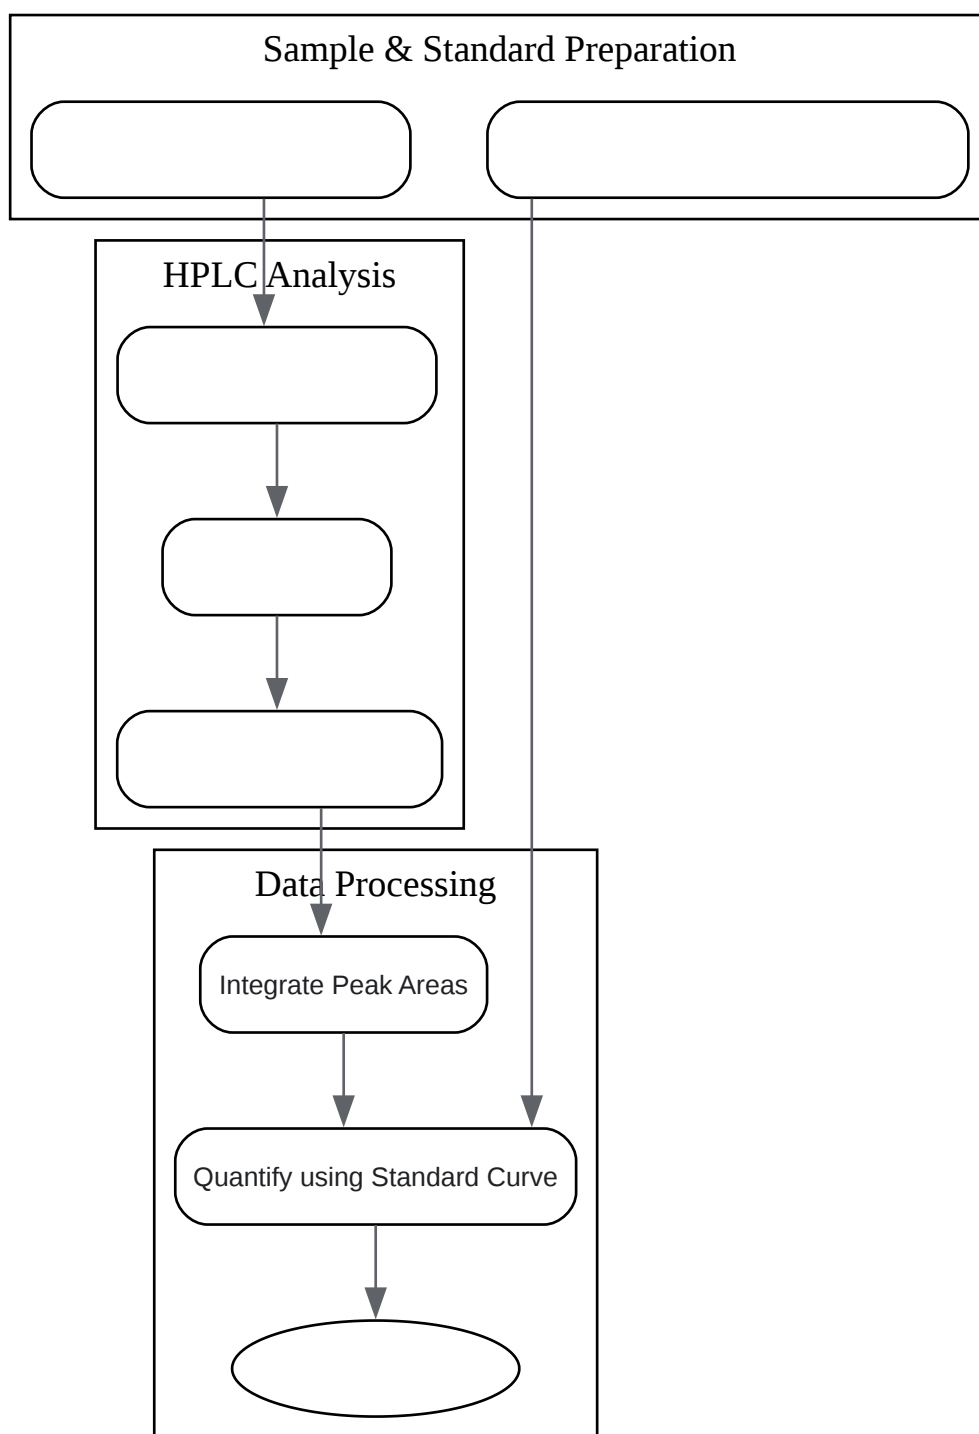 Sample & Standard Preparation
HPLC Analysis
Data Processing
Integrate Peak Areas
Quantify using Standard Curve